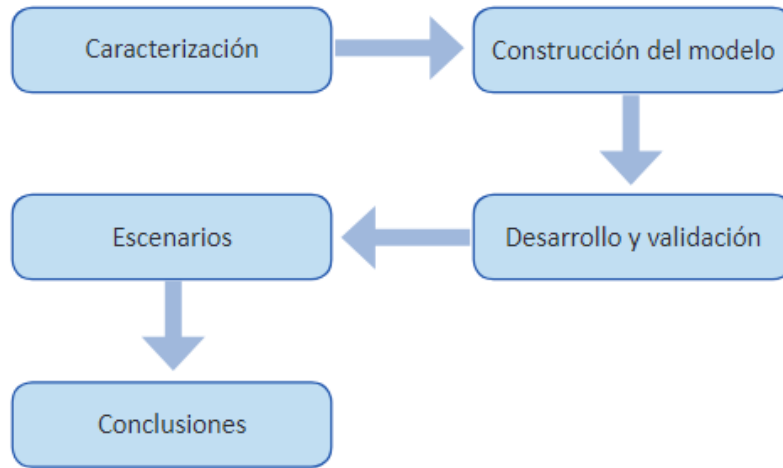 Caracterización
Construcción del modelo
Desarrollo y validación
Escenarios
Conclusiones